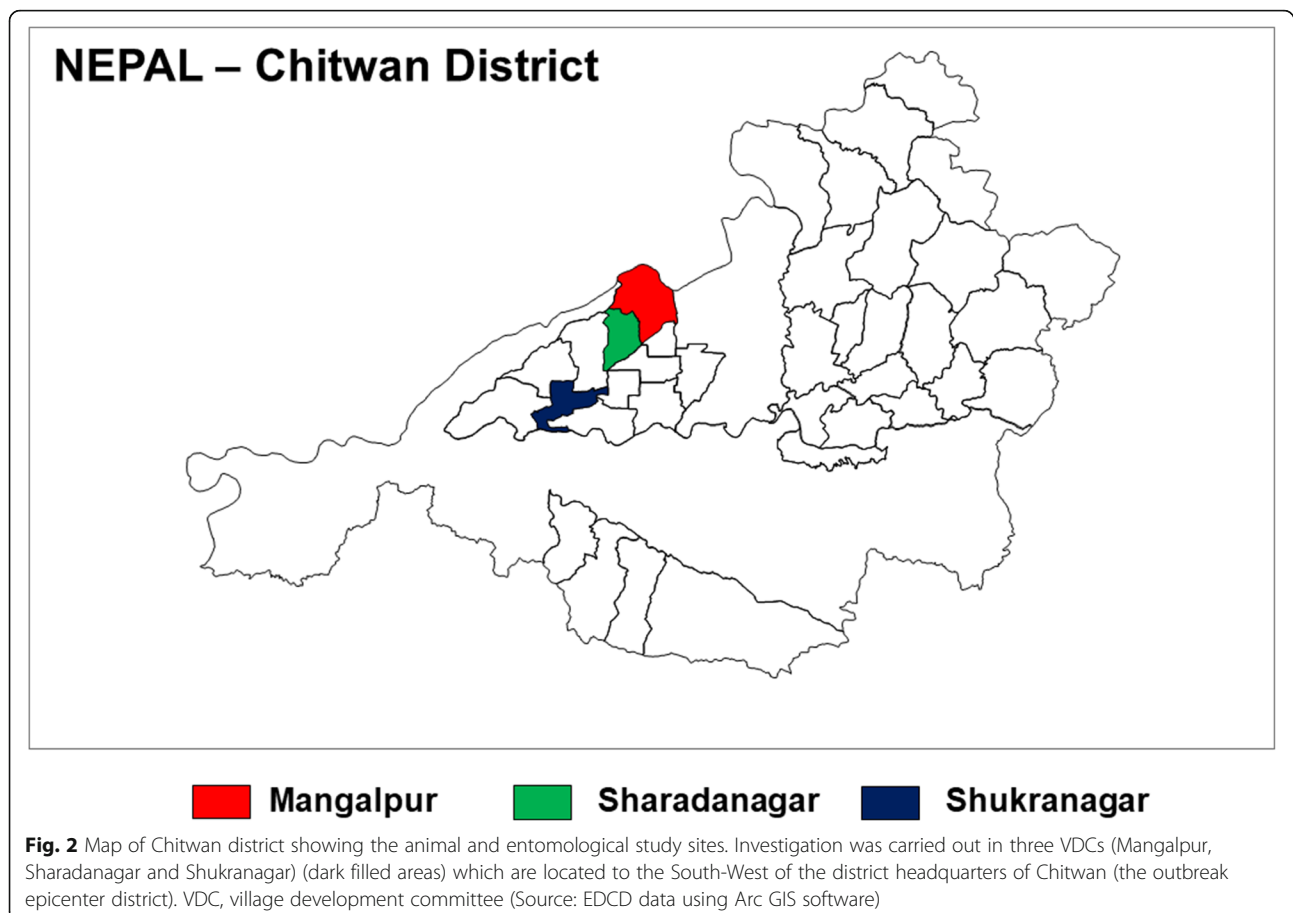 NEPAL – Chitwan District
Mangalpur Sharadanagar Shukranagar
Fig. 2 Map of Chitwan district showing the animal and entomological study sites. Investigation was carried out in three VDCs (Mangalpur,
Sharadanagar and Shukranagar) (dark filled areas) which are located to the South-West of the district headquarters of Chitwan (the outbreak
epicenter district). VDC, village development committee (Source: EDCD data using Arc GIS software)